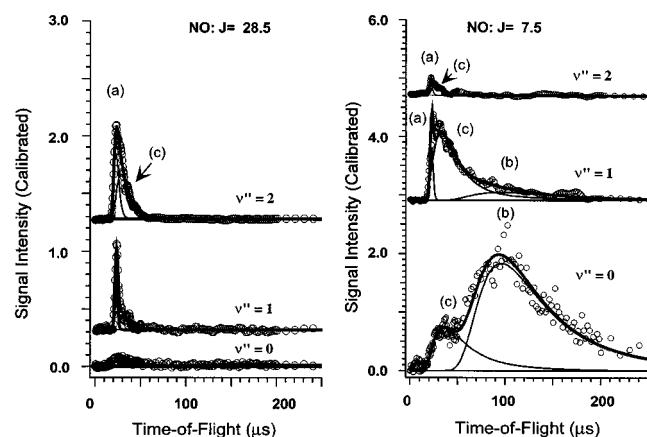 NO: J= 28.5
3.0
2.0
1.0
0.0
Signal Intensity (Calibrated)
(a)
(c)
ν" = 2
ν" = 1
ν" = 0
0
100
200
Time-of-Flight (μs)
NO: J= 7.5
6.0
4.0
2.0
0.0
Signal Intensity (Calibrated)
(a)
(c)
ν" = 2
(a)
(c)
(b)
ν" = 1
(b)
(c)
ν" = 0
0
100
200
Time-of-Flight (μs)